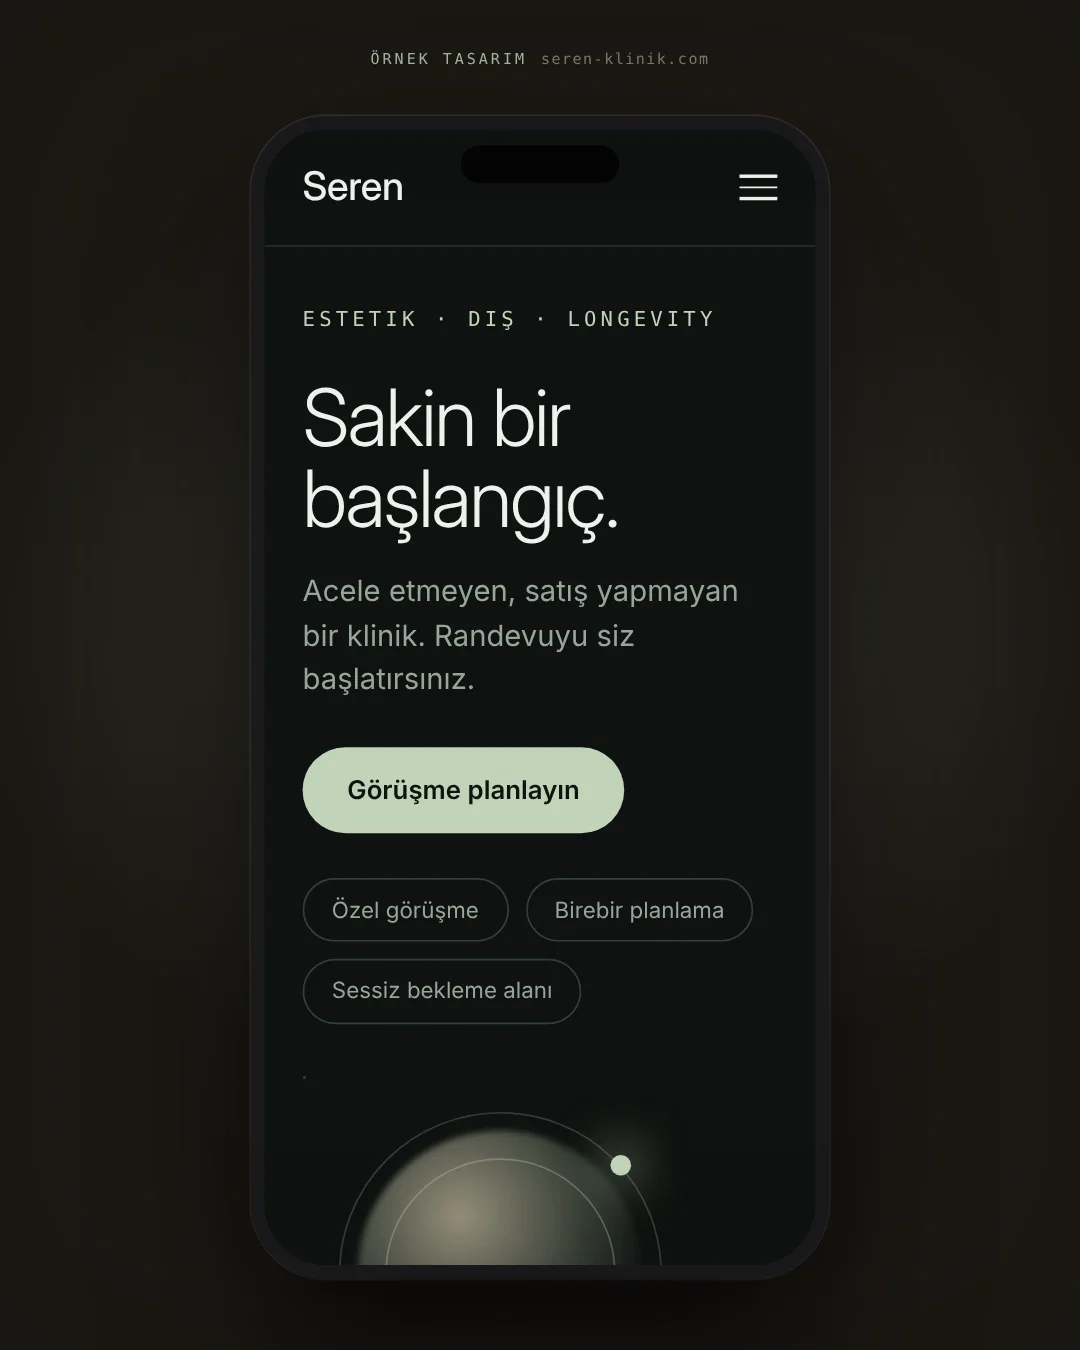 ÖRNEK TASARIM seren-klinik.com
Seren
ESTETIK · DIŞ · LONGEVITY
Sakin bir
başlangıç.
Acele etmeyen, satış yapmayan
bir klinik. Randevuyu siz
başlatırsınız.
Görüşme planlayın
Özel görüşme
Birebir planlama
Sessiz bekleme alanı